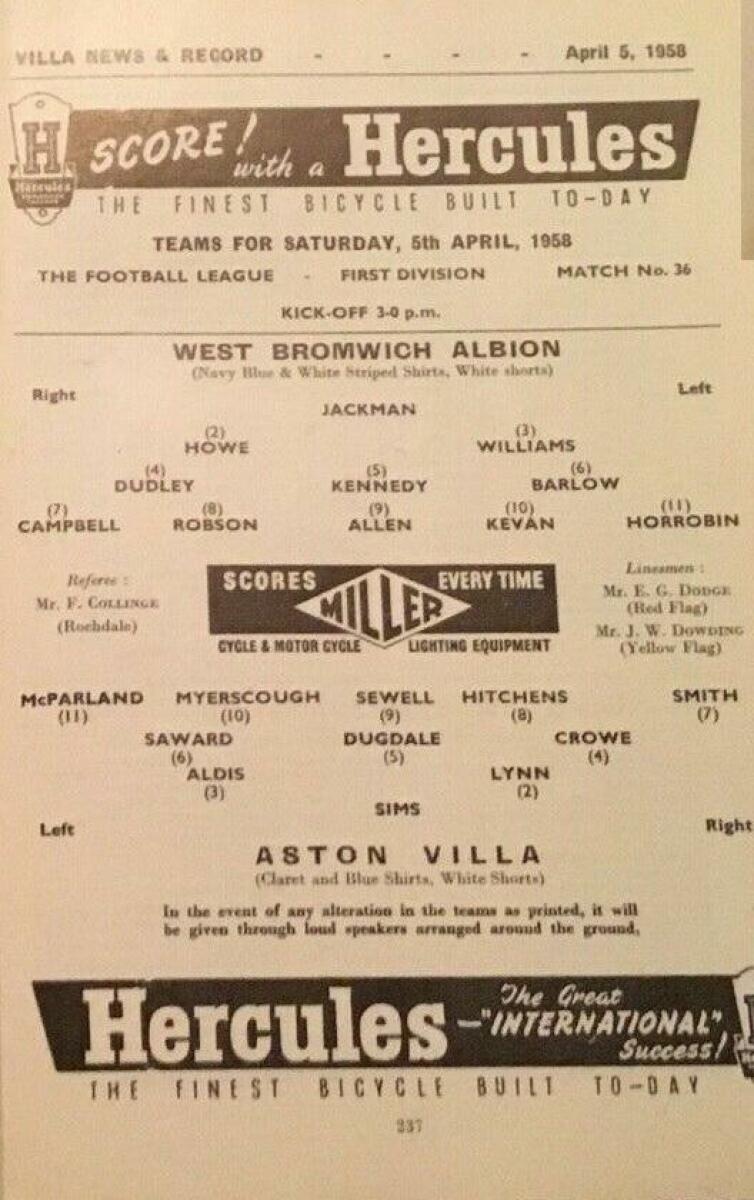 VILLA NEWS & RECORD - - - - April 5, 1958
H
Hercules
SCORE! with a Hercules
THE FINEST BICYCLE BUILT TO-DAY
TEAMS FOR SATURDAY, 5th APRIL, 1958
THE FOOTBALL LEAGUE - FIRST DIVISION MATCH No. 36
KICK-OFF 3-0 p.m.
WEST BROMWICH ALBION
(Navy Blue & White Striped Shirts, White shorts)
Right Left
JACKMAN
(2) (3)
HOWE WILLIAMS
(4) (5) (6)
DUDLEY KENNEDY BARLOW
(7) (8) (9) (10) (11)
CAMPBELL ROBSON ALLEN KEVAN HORROBIN
Referee :
Mr. F. COLLINGE
(Rochdale)
SCORES EVERY TIME
MILLER
CYCLE & MOTOR CYCLE LIGHTING EQUIPMENT
Linesmen :
Mr. E. G. DODGE
(Red Flag)
Mr. J. W. DOWDING
(Yellow Flag)
McPARLAND MYERSCOUGH SEWELL HITCHENS SMITH
(11) (10) (9) (8) (7)
SAWARD DUGDALE CROWE
(6) (5) (4)
ALDIS LYNN
(3) (2)
SIMS
Left Right
ASTON VILLA
(Claret and Blue Shirts, White Shorts)
In the event of any alteration in the teams as printed, it will
be given through loud speakers arranged around the ground,
Hercules The Great
—"INTERNATIONAL"
Success!
THE FINEST BICYCLE BUILT TO-DAY
237